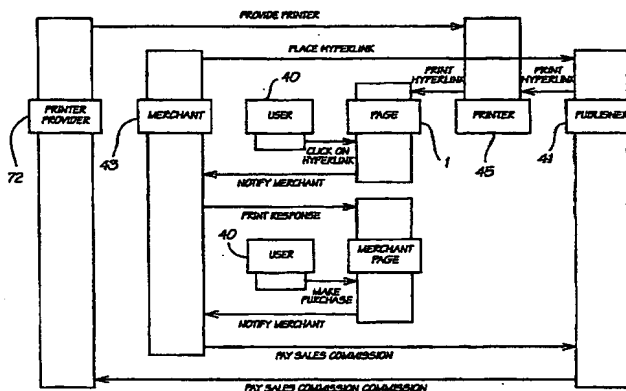 PROVIDE PRINTER
PLACE HYPERLINK
PRINT
HYPERLINK
PRINT
HYPERLINK
40
PRINTER
PROVIDER
MERCHANT
USER
PAGE
PRINTER
PUBLISHER
72
43
CLICK ON
HYPERLINK
1
45
41
NOTIFY MERCHANT
PRINT RESPONSE
40
USER
MERCHANT
PAGE
MAKE
PURCHASE
NOTIFY MERCHANT
PAY SALES COMMISSION
PAY SALES COMMISSION COMMISSION